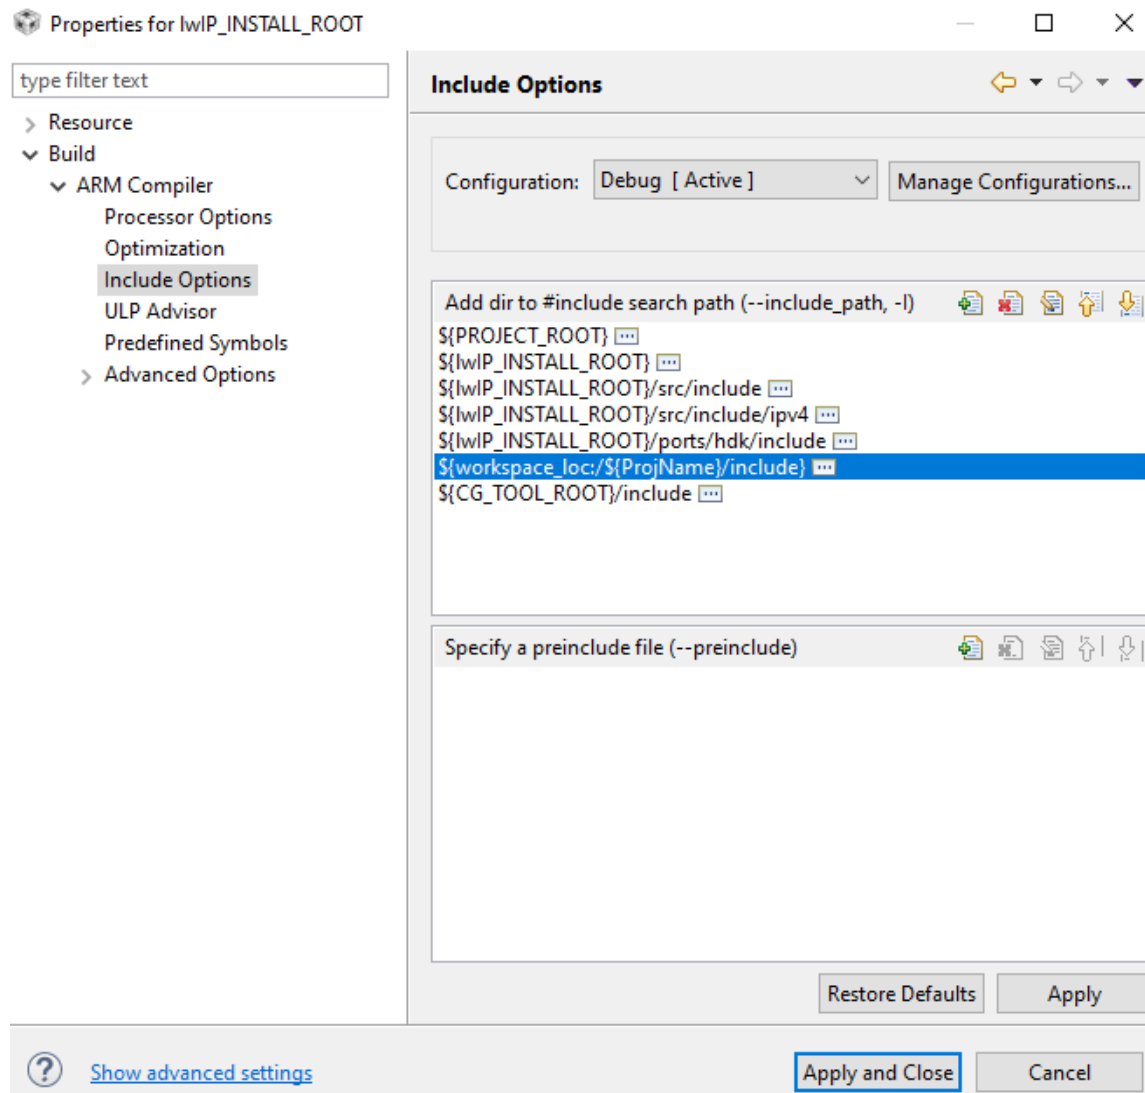 Properties for lwIP_INSTALL_ROOT
type filter text
Resource
Build
ARM Compiler
Processor Options
Optimization
Include Options
ULP Advisor
Predefined Symbols
Advanced Options
Include Options
Configuration: Debug [ Active ] Manage Configurations...
Add dir to #include search path (--include_path, -I)
${PROJECT_ROOT}
${lwIP_INSTALL_ROOT}
${lwIP_INSTALL_ROOT}/src/include
${lwIP_INSTALL_ROOT}/src/include/ipv4
${lwIP_INSTALL_ROOT}/ports/hdk/include
${workspace_loc:/${ProjName}/include}
${CG_TOOL_ROOT}/include
Specify a preinclude file (--preinclude)
Restore Defaults Apply
? Show advanced settings Apply and Close Cancel